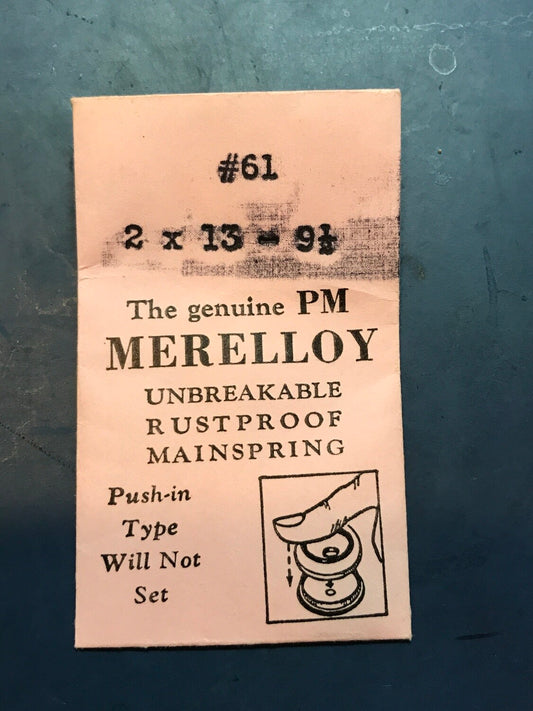 #61
2 x 13 - 9½
The genuine PM
MERELLOY
UNBREAKABLE
RUSTPROOF
MAINSPRING
Push-in
Type
Will Not
Set